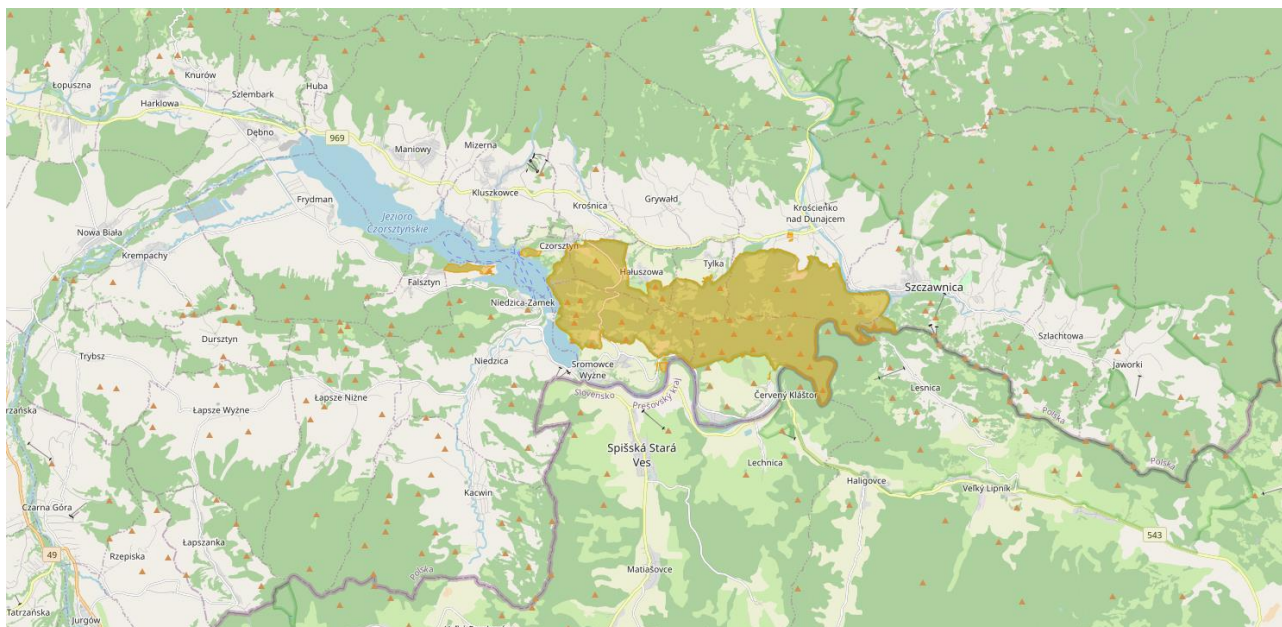 Knurów
Łopuszna
Huba
Szlembark
Harklowa
Dębno
969
Maniowy
Mizerna
Kluszkowce
Grywałd
Frydman
Krośnica
Krościenko
nad Dunajcem
Jezioro
Czorsztyńskie
Nowa Biała
Krempachy
Czorsztyn
Hałuszowa
Tylka
Falsztyn
Szczawnica
Niedzica-Zamek
Szlachtowa
Dursztyn
Trybsz
Niedzica
Sromowce
Wyżne
Jaworki
Lesnica
Łapsze Niżne
Łapsze Wyżne
Slovensko
Prešovský kraj
Červený Kláštor
Polska
Spišská Stará
Ves
Lechnica
Polska
Haligovce
Veľký Lipník
Kacwin
Czarna Góra
543
Łapszanka
49
Rzepiska
Matiašovce
Polska
Tatrzańska
Jurgów